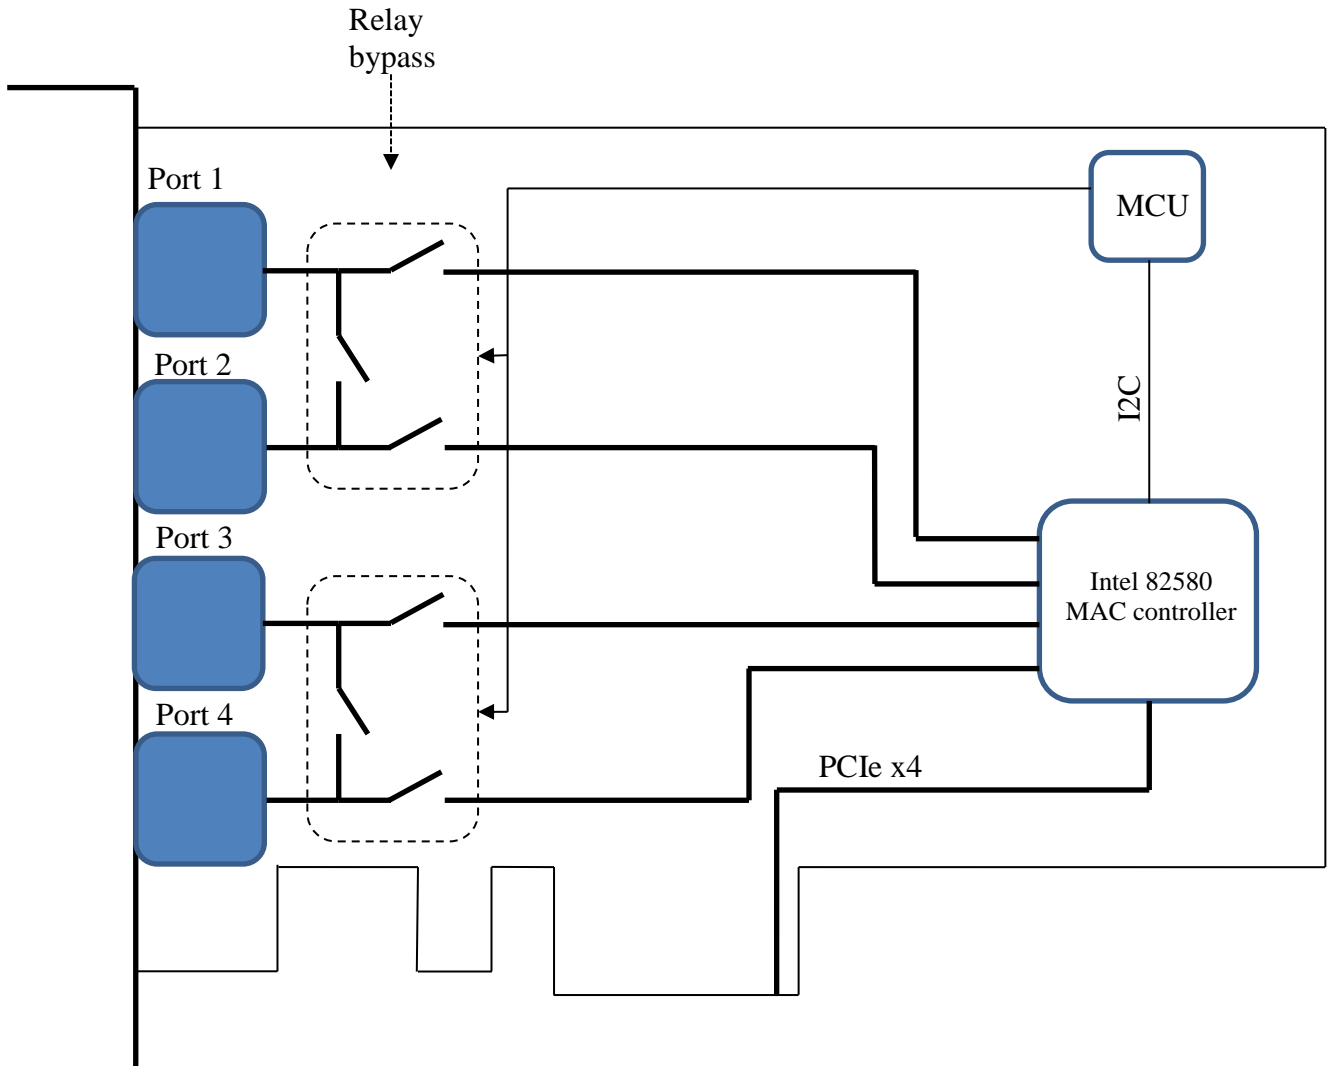 Relay
bypass
Port 1
MCU
Port 2
I2C
Port 3
Intel 82580
MAC controller
Port 4
PCIe x4